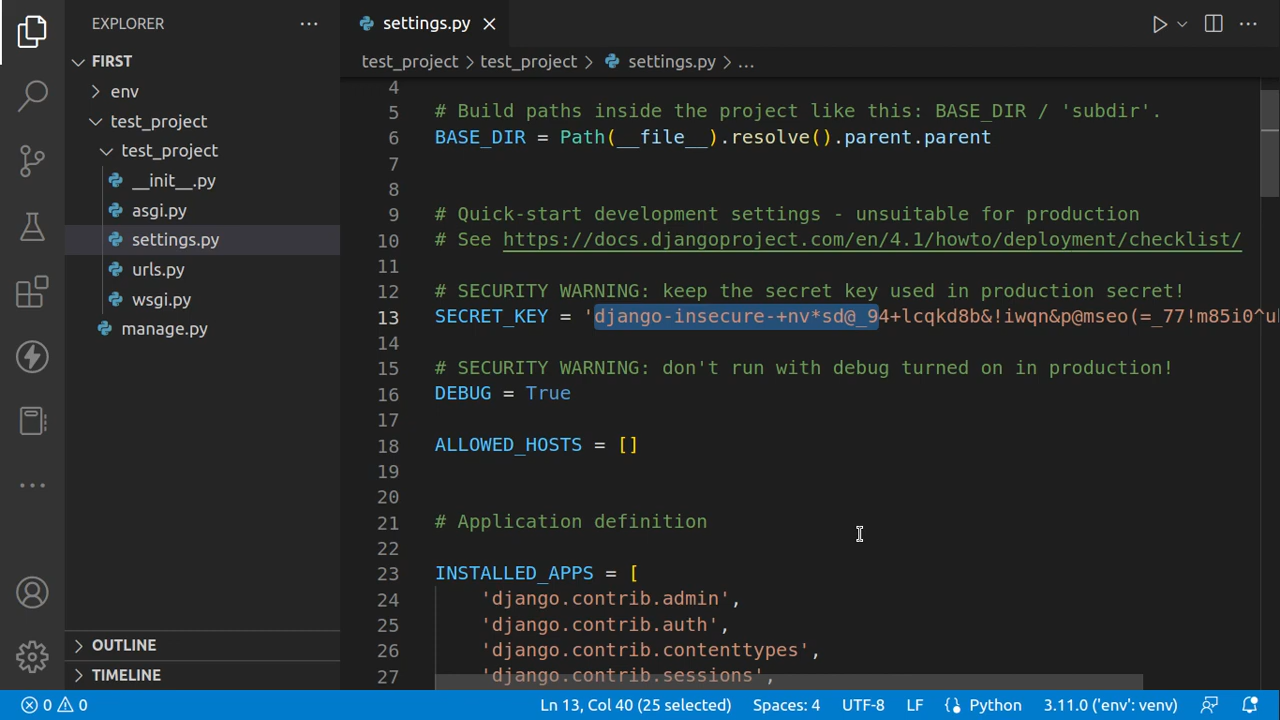 EXPLORER
FIRST
env
test_project
test_project
__init__.py
asgi.py
settings.py
urls.py
wsgi.py
manage.py
OUTLINE
TIMELINE
settings.py
test_project > test_project > settings.py > ...
4
5 # Build paths inside the project like this: BASE_DIR / 'subdir'.
6 BASE_DIR = Path(__file__).resolve().parent.parent
7
8
9 # Quick-start development settings - unsuitable for production
10 # See https://docs.djangoproject.com/en/4.1/howto/deployment/checklist/
11
12 # SECURITY WARNING: keep the secret key used in production secret!
13 SECRET_KEY = 'django-insecure-+nv*sd@_94+lcqkd8b&!iwqn&p@mseo(=_77!m85i0^u
14
15 # SECURITY WARNING: don't run with debug turned on in production!
16 DEBUG = True
17
18 ALLOWED_HOSTS = []
19
20
21 # Application definition
22
23 INSTALLED_APPS = [
24 'django.contrib.admin',
25 'django.contrib.auth',
26 'django.contrib.contenttypes',
27 'django.contrib.sessions',
0 0 Ln 13, Col 40 (25 selected) Spaces: 4 UTF-8 LF Python 3.11.0 ('env': venv)